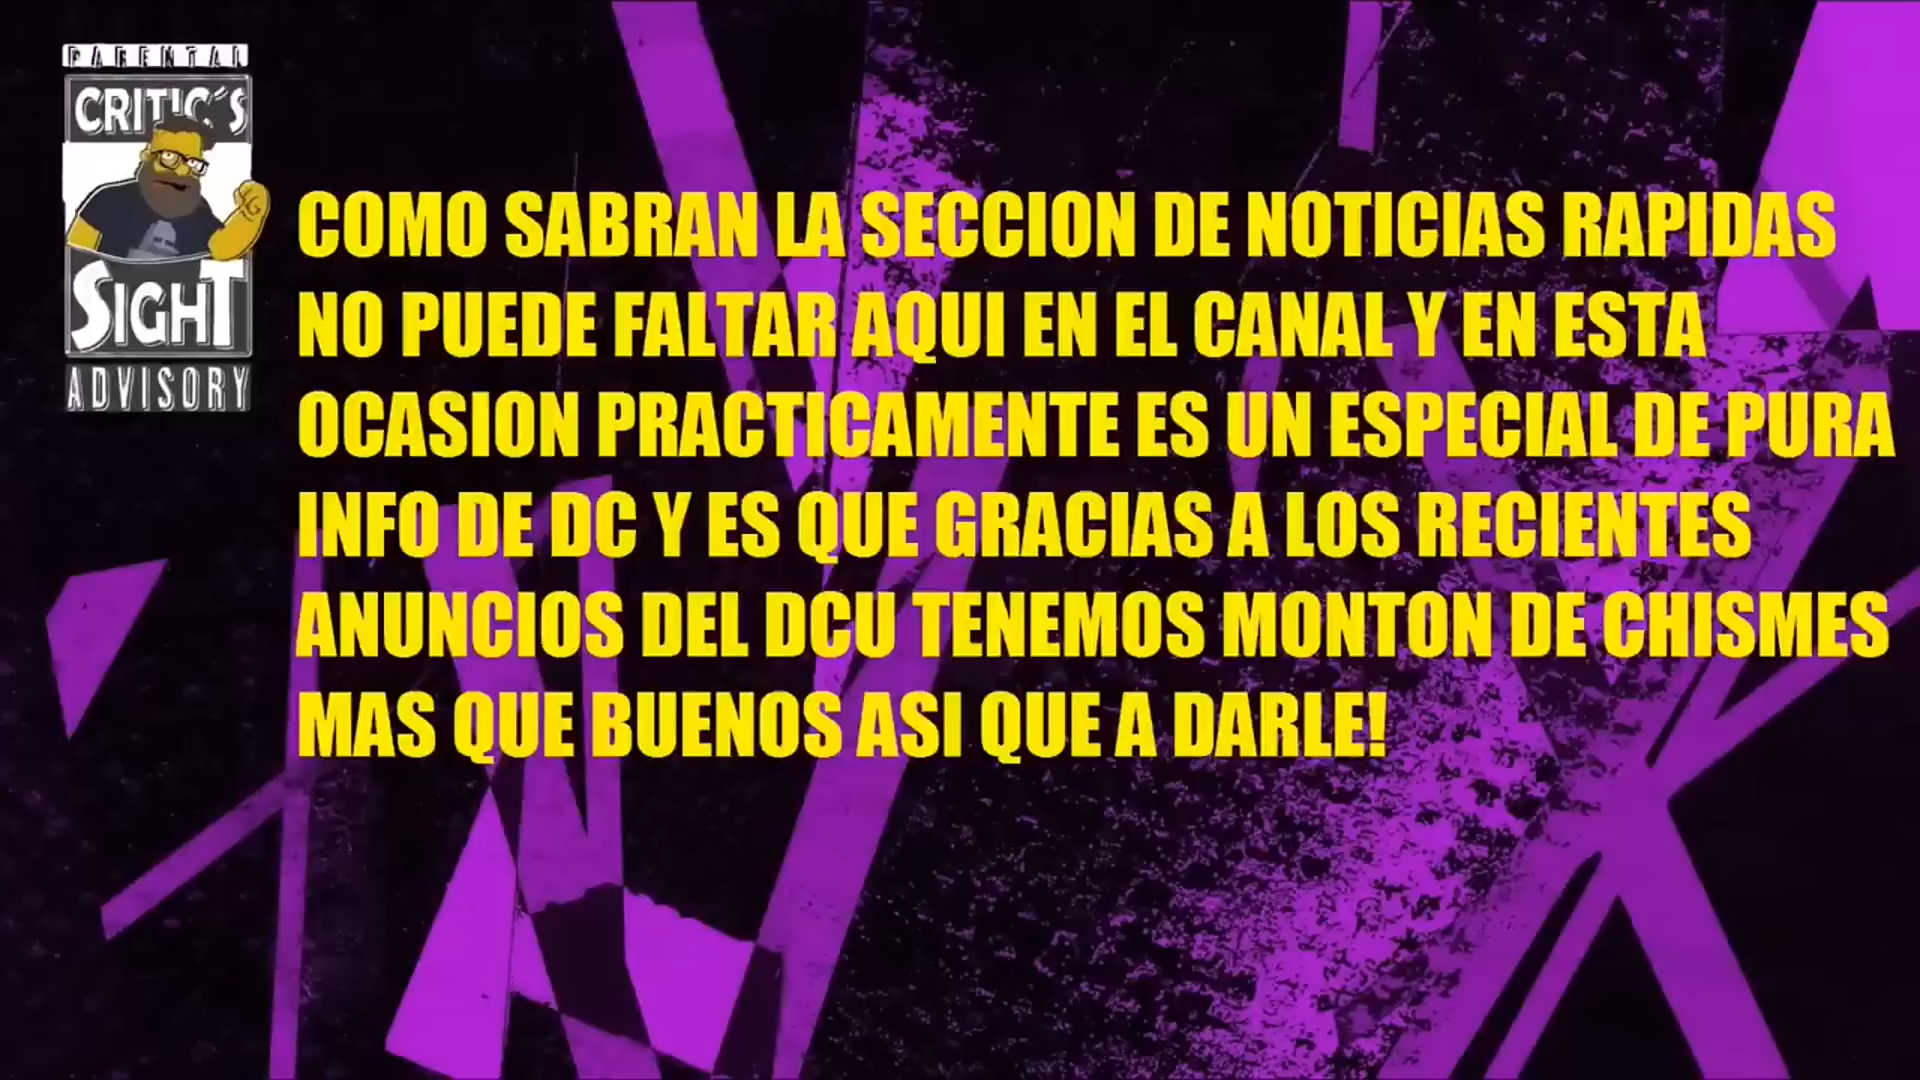 PARENTAL
CRITIC´S
SIGHT
ADVISORY
COMO SABRAN LA SECCION DE NOTICIAS RAPIDAS
NO PUEDE FALTAR AQUI EN EL CANAL Y EN ESTA
OCASION PRACTICAMENTE ES UN ESPECIAL DE PURA
INFO DE DC Y ES QUE GRACIAS A LOS RECIENTES
ANUNCIOS DEL DCU TENEMOS MONTON DE CHISMES
MAS QUE BUENOS ASI QUE A DARLE!